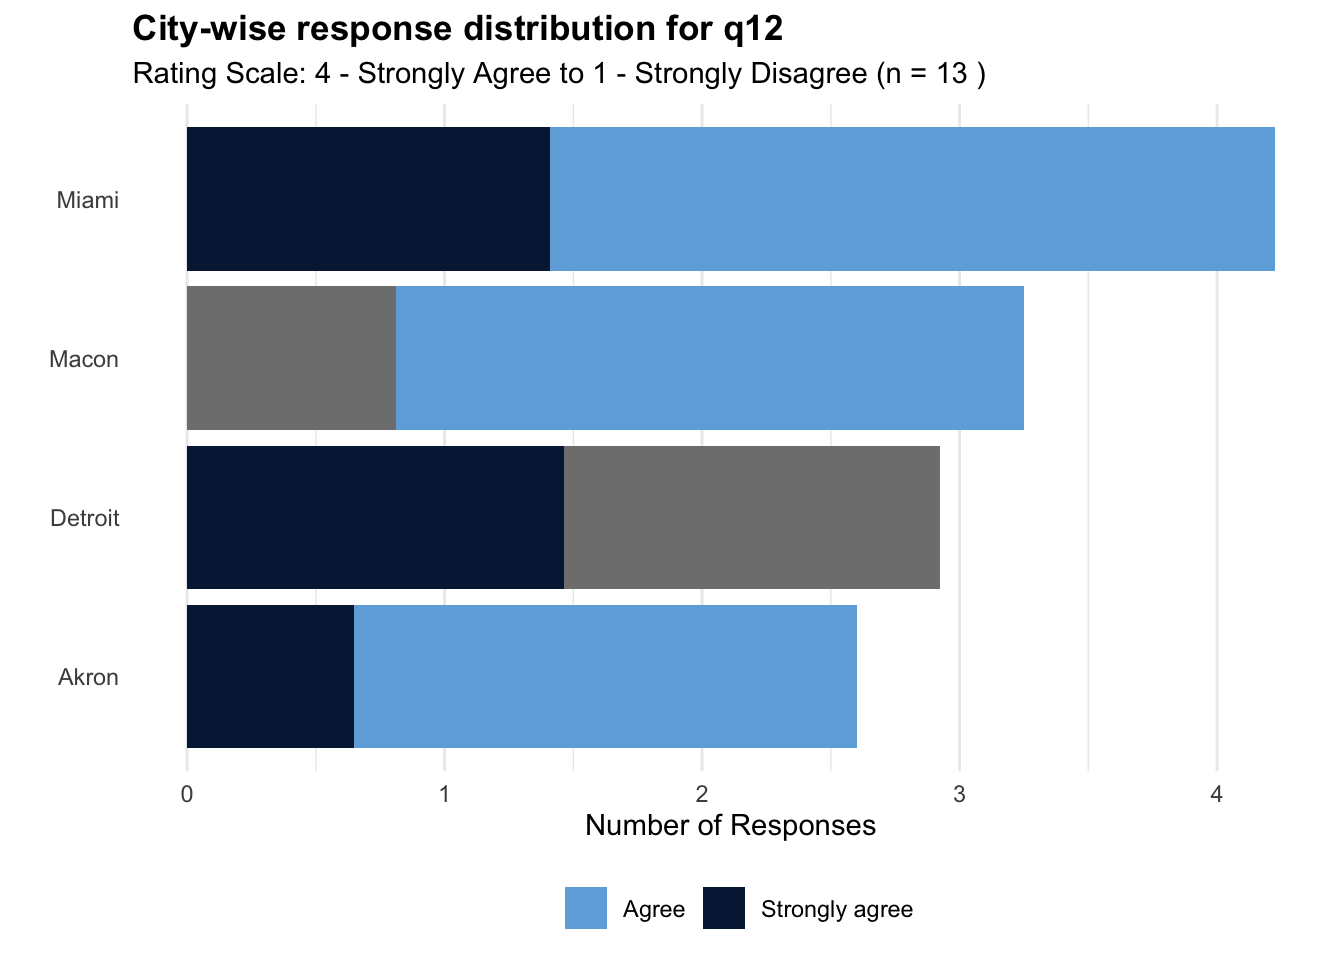 City-wise response distribution for q12
Rating Scale: 4 - Strongly Agree to 1 - Strongly Disagree (n = 13 )
Miami
Macon
Detroit
Akron
0 1 2 3 4
Number of Responses
Agree Strongly agree